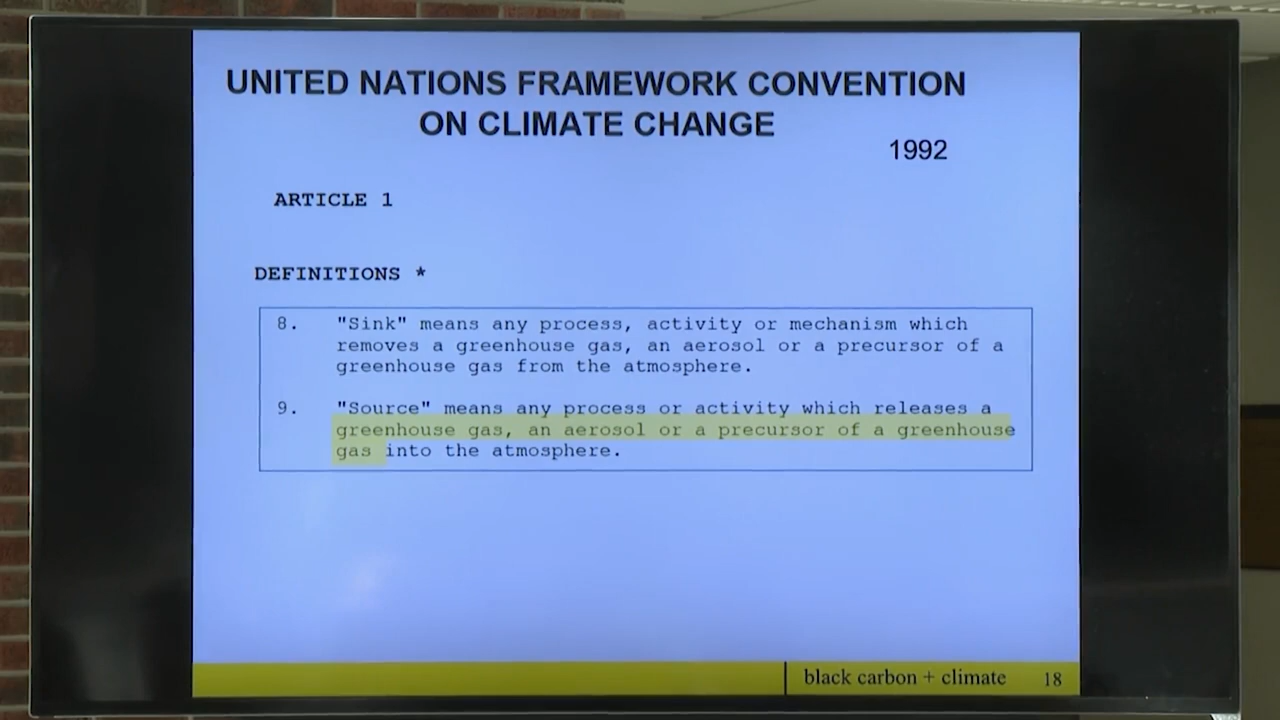 UNITED NATIONS FRAMEWORK CONVENTION
ON CLIMATE CHANGE
1992
ARTICLE 1
DEFINITIONS *
8. "Sink" means any process, activity or mechanism which
removes a greenhouse gas, an aerosol or a precursor of a
greenhouse gas from the atmosphere.
9. "Source" means any process or activity which releases a
greenhouse gas, an aerosol or a precursor of a greenhouse
gas into the atmosphere.
black carbon + climate 18